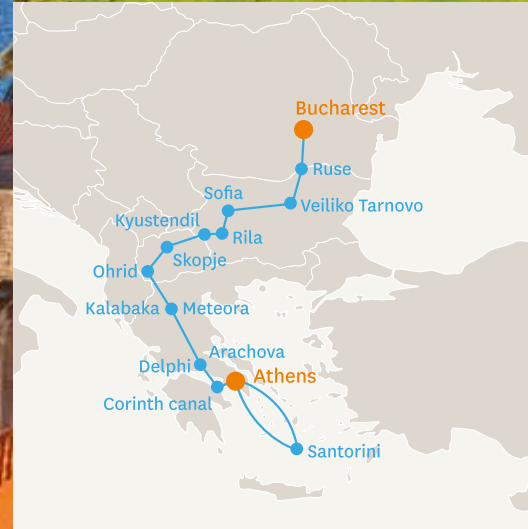 Bucharest
Ruse
Sofia
Veiliko Tarnovo
Kyustendil
Rila
Skopje
Ohrid
Kalabaka
Meteora
Arachova
Delphi
Athens
Corinth canal
Santorini